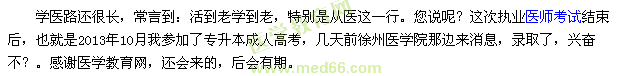 学医路还很长，常言到：活到老学到老，特别是从医这一行。您说呢？这次执业医师考试结束
后，也就是2013年10月我参加了专升本成人高考，几天前徐州医学院那边来消息，录取了，兴奋
不？。感谢医学教育网，还会来的，后会有期。
www.med66.com